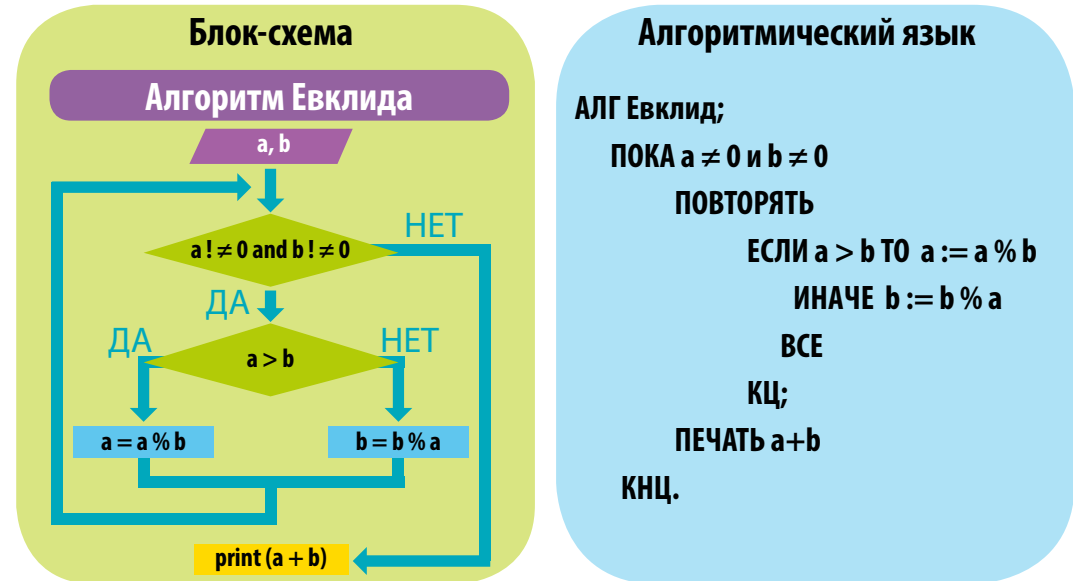 Блок-схема
Алгоритм Евклида
a, b
a ! ≠ 0 and b ! ≠ 0
НЕТ
ДА
ДА
a > b
НЕТ
a = a % b
b = b % a
print (a + b)
Алгоритмический язык
АЛГ Евклид;
ПОКА a ≠ 0 и b ≠ 0
ПОВТОРЯТЬ
ЕСЛИ a > b ТО a := a % b
ИНАЧЕ b := b % a
ВСЕ
КЦ;
ПЕЧАТЬ a+b
КНЦ.